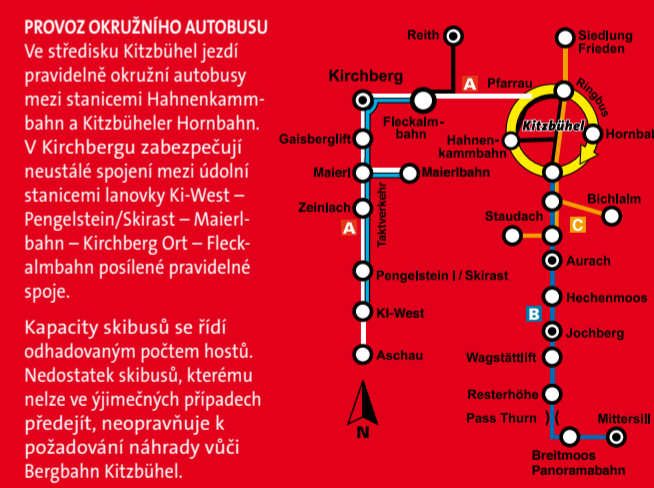 PROVOZ OKRUŽNÍHO AUTOBUSU
Ve středisku Kitzbühel jezdí
pravidelně okružní autobusy
mezi stanicemi Hahnenkamm-
bahn a Kitzbüheler Hornbahn.
V Kirchbergu zabezpečují
neustálé spojení mezi údolní
stanicemi lanovky Ki-West –
Pengelstein/Skirast – Maierl-
bahn – Kirchberg Ort – Fleck-
almbahn posílené pravidelné
spoje.
Kapacity skibusů se řídí
odhadovaným počtem hostů.
Nedostatek skibusů, kterému
nelze ve ýjimečných případech
předejít, neopravňuje k
požadování náhrady vůči
Bergbahn Kitzbühel.
Reith
Siedlung
Frieden
Kirchberg
A
Pfarrau
Ringbus
Fleckalm-
bahn
Kitzbühel
Gaisberglift
Hahnen-
kammbahn
Hornbal
Maierl
Maierlbahn
Zeinlach
Taktverkehr
A
Bichlalm
Staudach
C
Aurach
Pengelstein I / Skirast
Hechenmoos
KI-West
B
Jochberg
Aschau
Wagstättlift
Resterhöhe
N
Pass Thurn
Mittersill
Breitmoos
Panoramabahn